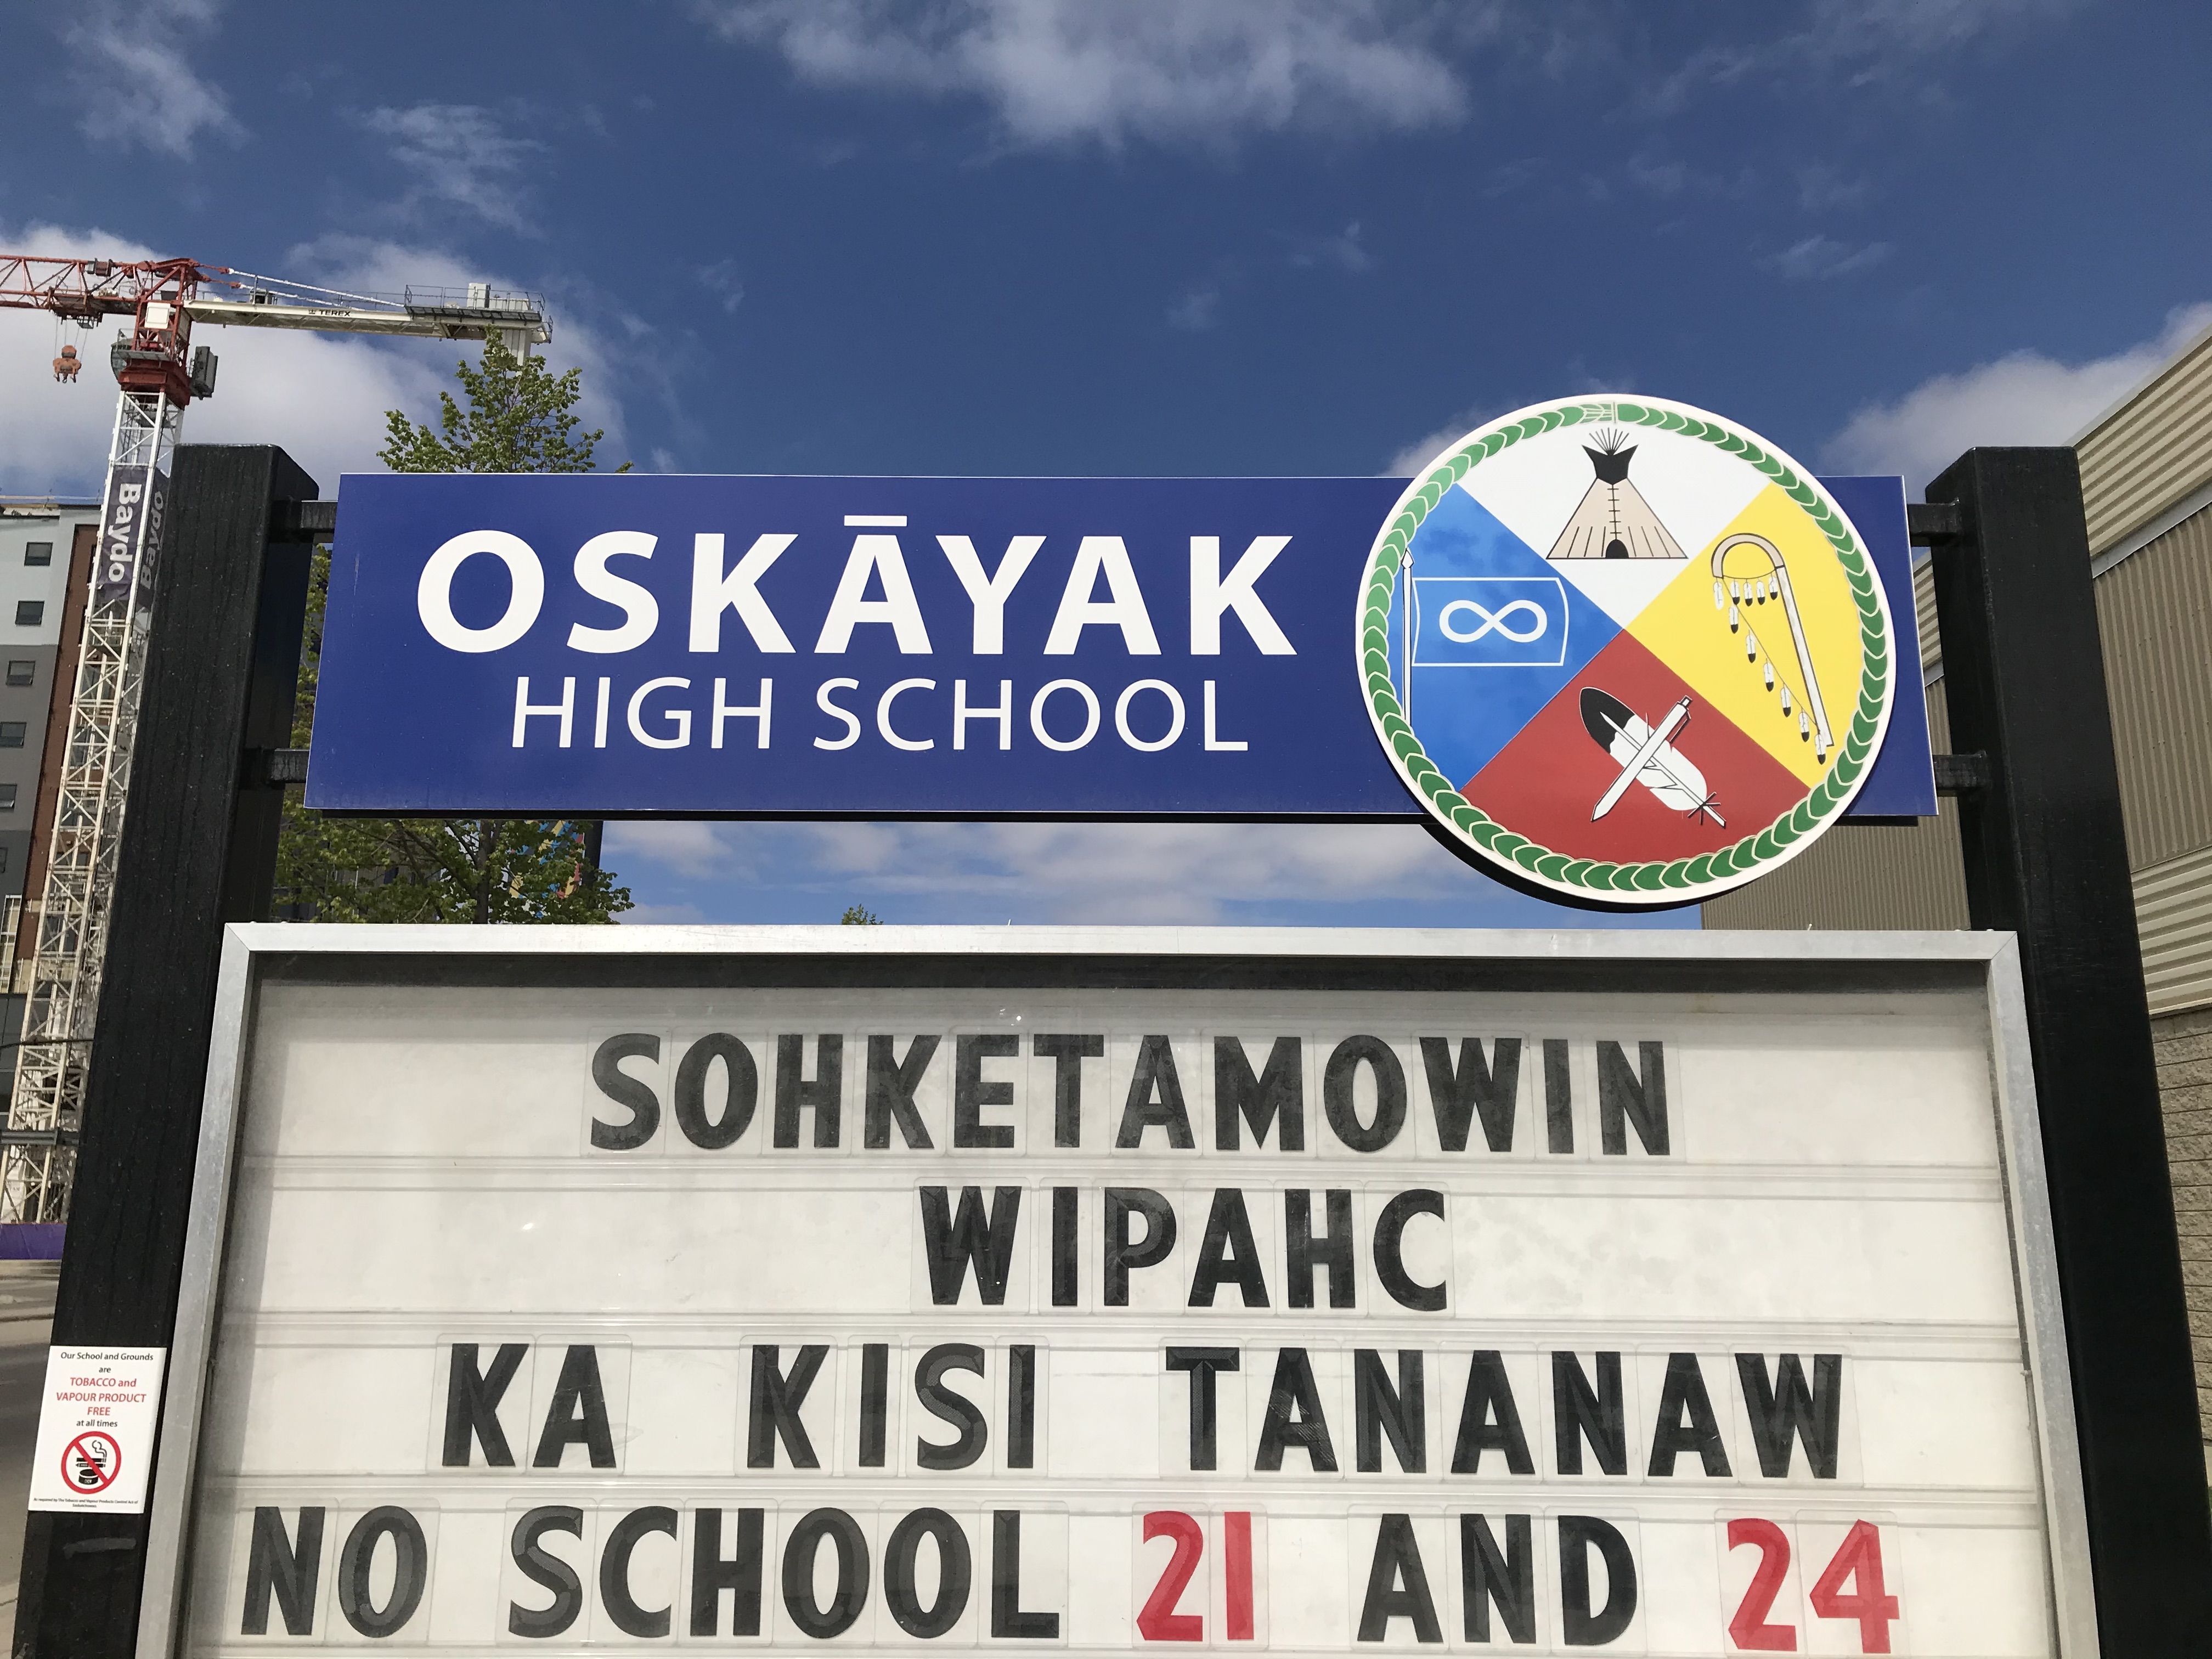 TEREX
Baydo
Baydo
OSKĀYAK
HIGH SCHOOL
SOHKETAMOWIN
WIPAHC
KA KISI TANANAW
NO SCHOOL 21 AND 24
Our School and Grounds
are
TOBACCO and
VAPOUR PRODUCT
FREE
at all times